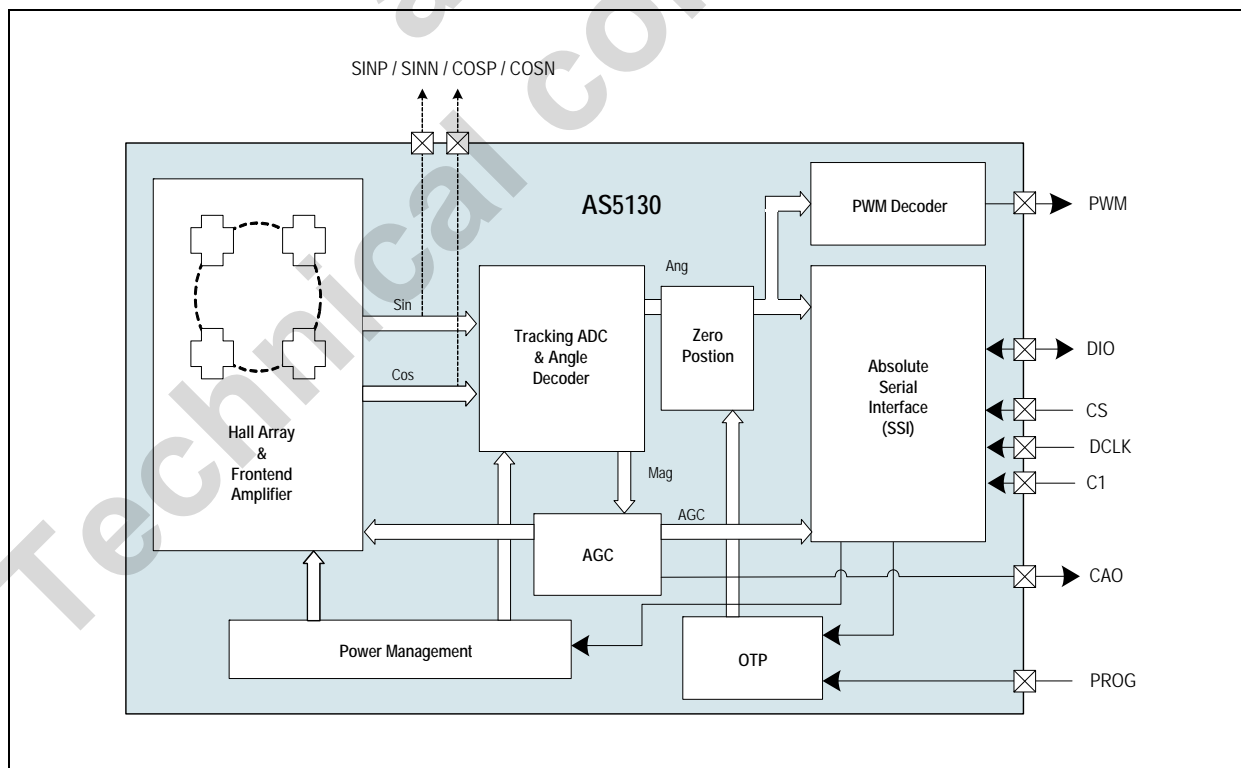 SINP / SINN / COSP / COSN
AS5130
PWM Decoder
PWM
Ang
Sin
Tracking ADC
& Angle
Decoder
Zero
Postion
Absolute
Serial
Interface
(SSI)
DIO
Cos
CS
Hall Array
&
Frontend
Amplifier
DCLK
Mag
C1
AGC
AGC
CAO
Power Management
OTP
PROG
Technical co